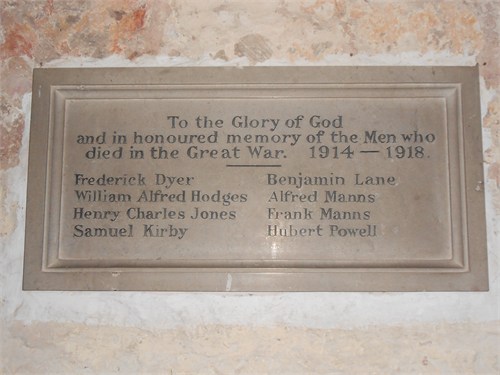 To the Glory of God
and in honoured memory of the Men who
died in the Great War. 1914 — 1918.
Frederick Dyer
William Alfred Hodges
Henry Charles Jones
Samuel Kirby
Benjamin Lane
Alfred Manns
Frank Manns
Hubert Powell